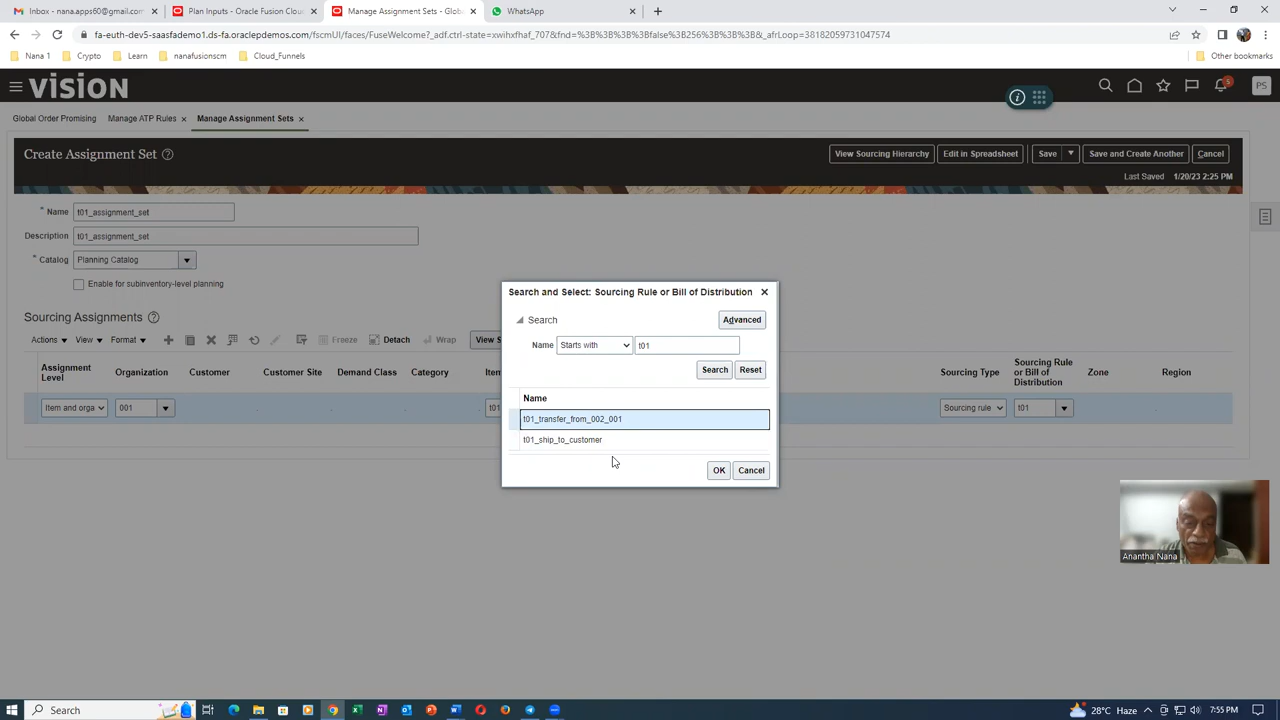 Inbox - nana.apps60@gmail.com
Plan Inputs - Oracle Fusion Cloud
Manage Assignment Sets - Globa
WhatsApp
fa-euth-dev5-saasfademo1.ds-fa.oraclepdemos.com/fscmUI/faces/FuseWelcome?_adf.ctrl-state=xwihxfhaf_707&fnd=%3B%3B%3B%3Bfalse%3B256%3B%3B%3B&_afrLoop=38182059731047574
Nana 1
Crypto
Learn
nanafusionscm
Cloud_Funnels
Other bookmarks
VISION
5
PS
Global Order Promising
Manage ATP Rules
Manage Assignment Sets
Create Assignment Set
View Sourcing Hierarchy
Edit in Spreadsheet
Save
Save and Create Another
Cancel
Last Saved 1/20/23 2:25 PM
* Name t01_assignment_set
Description t01_assignment_set
* Catalog Planning Catalog
Enable for subinventory-level planning
Sourcing Assignments
Actions View Format Freeze Detach Wrap View S
Assignment Level
Organization
Customer
Customer Site
Demand Class
Category
Iten
Sourcing Type
Sourcing Rule or Bill of Distribution
Zone
Region
Item and orga
001
t01
Sourcing rule
t01
Search and Select: Sourcing Rule or Bill of Distribution
Search
Advanced
Name Starts with t01
Search Reset
Name
t01_transfer_from_002_001
t01_ship_to_customer
OK Cancel
Anantha Nana
Search
28°C Haze
7:55 PM